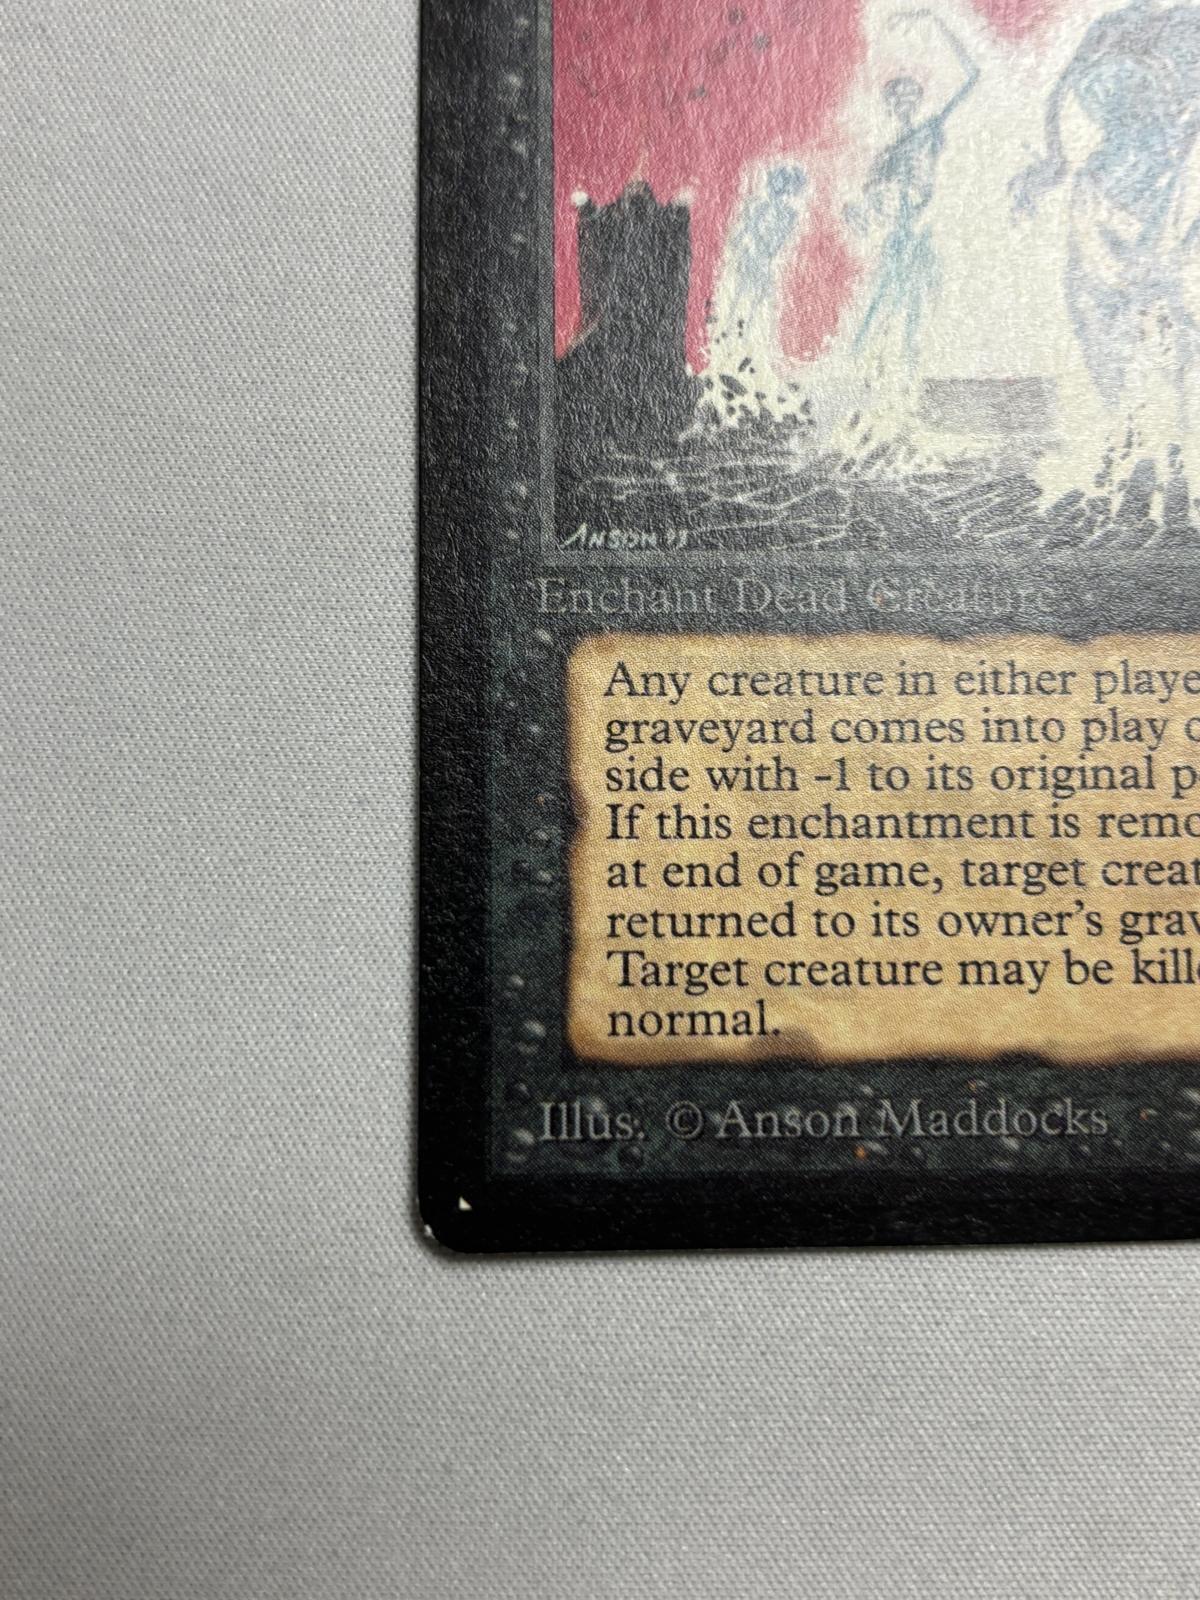 ANSON 93
Enchant Dead Creature
Any creature in either playe
graveyard comes into play o
side with -1 to its original p
If this enchantment is remo
at end of game, target creat
returned to its owner's grav
Target creature may be kille
normal.
Illus. © Anson Maddocks